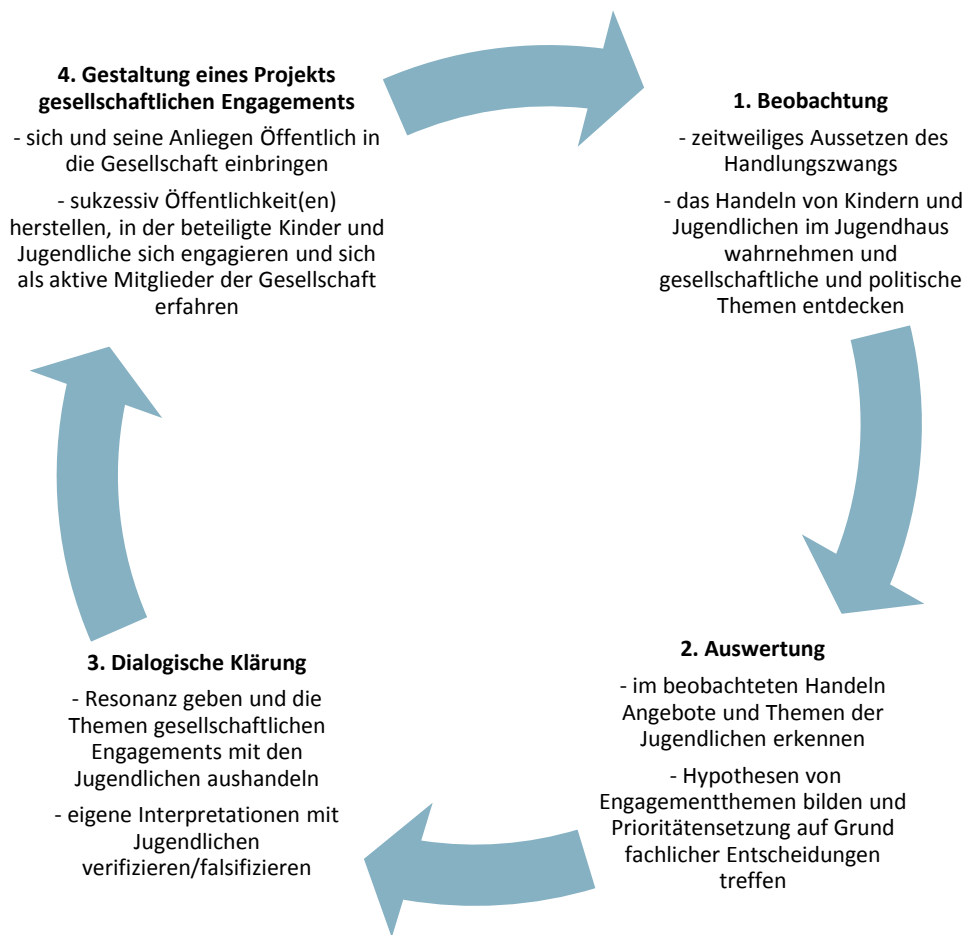 1. Beobachtung
- zeitweiliges Aussetzen des
Handlungszwangs
- das Handeln von Kindern und
Jugendlichen im Jugendhaus
wahrnehmen und
gesellschaftliche und politische
Themen entdecken
2. Auswertung
- im beobachteten Handeln
Angebote und Themen der
Jugendlichen erkennen
- Hypothesen von
Engagementthemen bilden und
Prioritätensetzung auf Grund
fachlicher Entscheidungen
treffen
3. Dialogische Klärung
- Resonanz geben und die
Themen gesellschaftlichen
Engagements mit den
Jugendlichen aushandeln
- eigene Interpretationen mit
Jugendlichen
verifizieren/falsifizieren
4. Gestaltung eines Projekts
gesellschaftlichen Engagements
- sich und seine Anliegen Öffentlich in
die Gesellschaft einbringen
- sukzessiv Öffentlichkeit(en)
herstellen, in der beteiligte Kinder und
Jugendliche sich engagieren und sich
als aktive Mitglieder der Gesellschaft
erfahren